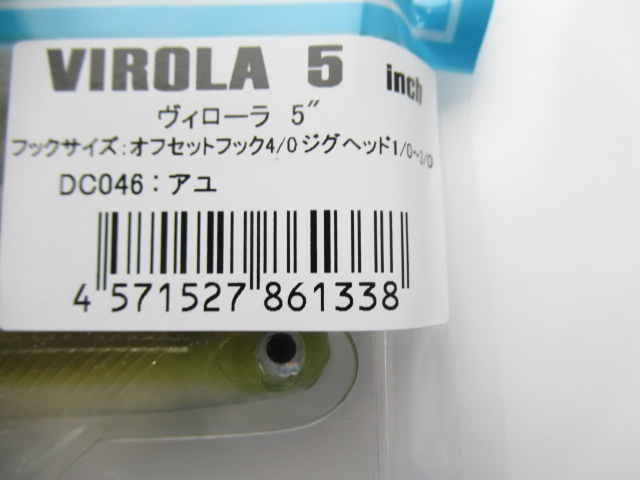 VIROLA 5 inch
ヴィローラ 5″
フックサイズ:オフセットフック4/0 ジグヘッド1/0~3/0
DC046:アユ
4 571527 861338